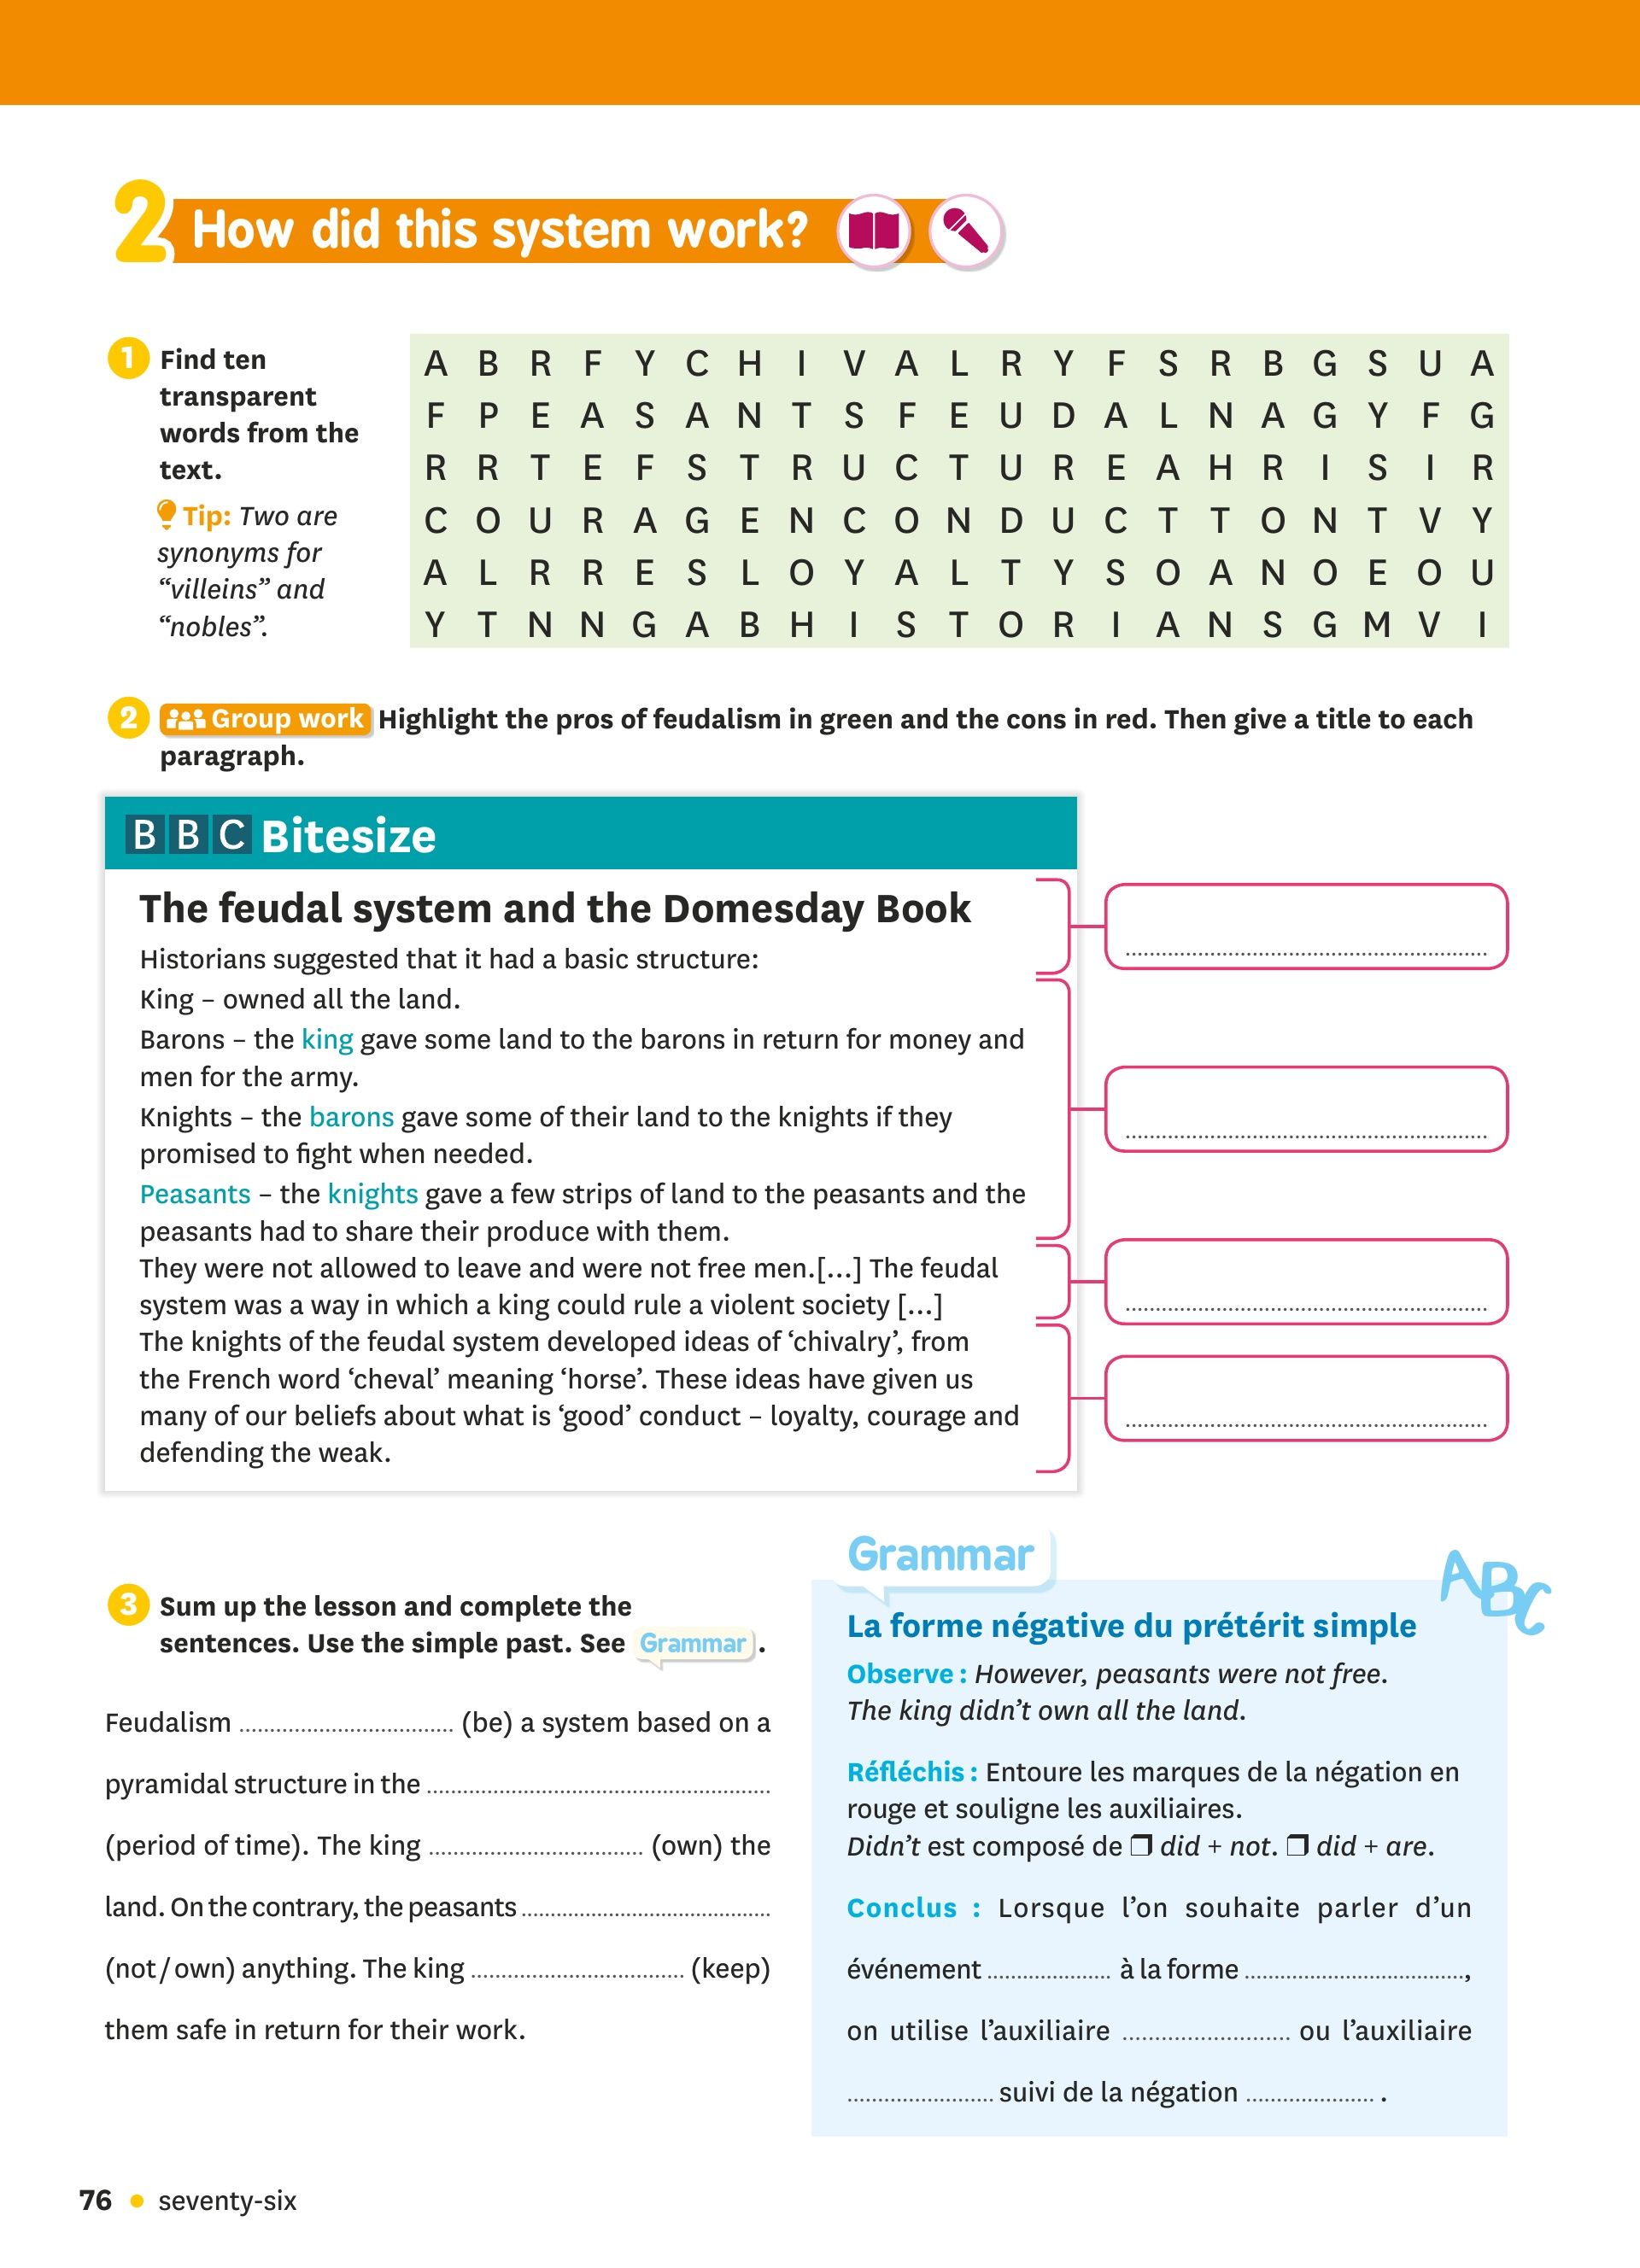 2 How did this system work?
1 Find ten
transparent
words from the
text.
Tip: Two are
synonyms for
“villeins” and
“nobles”.
A B R F Y C H I V A L R Y F S R B G S U A
F P E A S A N T S F E U D A L N A G Y F G
R R T E F S T R U C T U R E A H R I S I R
C O U R A G E N C O N D U C T T O N T V Y
A L R R E S L O Y A L T Y S O A N O E O U
Y T N N G A B H I S T O R I A N S G M V I
2 Group work Highlight the pros of feudalism in green and the cons in red. Then give a title to each
paragraph.
BBC Bitesize
The feudal system and the Domesday Book
Historians suggested that it had a basic structure:
King – owned all the land.
Barons – the king gave some land to the barons in return for money and
men for the army.
Knights – the barons gave some of their land to the knights if they
promised to fight when needed.
Peasants – the knights gave a few strips of land to the peasants and the
peasants had to share their produce with them.
They were not allowed to leave and were not free men.[…] The feudal
system was a way in which a king could rule a violent society […]
The knights of the feudal system developed ideas of ‘chivalry’, from
the French word ‘cheval’ meaning ‘horse’. These ideas have given us
many of our beliefs about what is ‘good’ conduct – loyalty, courage and
defending the weak.
3 Sum up the lesson and complete the
sentences. Use the simple past. See Grammar.
Feudalism .................................... (be) a system based on a
pyramidal structure in the ..........................................................
(period of time). The king .................................... (own) the
land. On the contrary, the peasants ..........................................
(not / own) anything. The king .................................... (keep)
them safe in return for their work.
Grammar
ABC
La forme négative du prétérit simple
Observe : However, peasants were not free.
The king didn’t own all the land.
Réfléchis : Entoure les marques de la négation en
rouge et souligne les auxiliaires.
Didn’t est composé de ❒ did + not. ❒ did + are.
Conclus : Lorsque l’on souhaite parler d’un
événement ..................... à la forme .....................................,
on utilise l’auxiliaire ............................ ou l’auxiliaire
......................... suivi de la négation ..................... .
76 • seventy-six